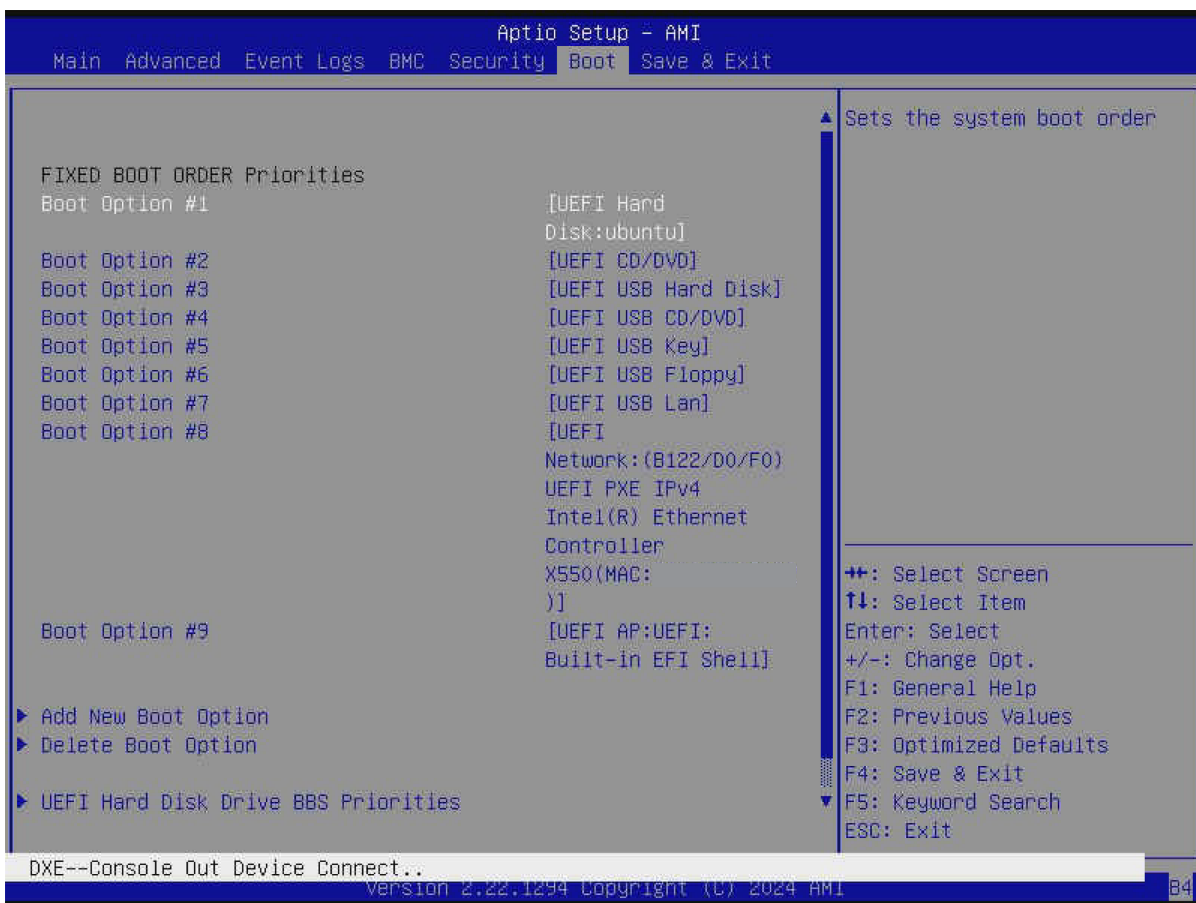 Aptio Setup – AMI
Main Advanced Event Logs BMC Security Boot Save & Exit
Sets the system boot order
FIXED BOOT ORDER Priorities
Boot Option #1 [UEFI Hard
Disk:ubuntu]
Boot Option #2 [UEFI CD/DVD]
Boot Option #3 [UEFI USB Hard Disk]
Boot Option #4 [UEFI USB CD/DVD]
Boot Option #5 [UEFI USB Key]
Boot Option #6 [UEFI USB Floppy]
Boot Option #7 [UEFI USB Lan]
Boot Option #8 [UEFI
Network:(B122/D0/F0)
UEFI PXE IPv4
Intel(R) Ethernet
Controller
X550(MAC:
)]
Boot Option #9 [UEFI AP:UEFI:
Built-in EFI Shell]
Add New Boot Option
Delete Boot Option
UEFI Hard Disk Drive BBS Priorities
→←: Select Screen
↑↓: Select Item
Enter: Select
+/-: Change Opt.
F1: General Help
F2: Previous Values
F3: Optimized Defaults
F4: Save & Exit
F5: Keyword Search
ESC: Exit
DXE--Console Out Device Connect..
Version 2.22.1294 Copyright (C) 2024 AMI
B4